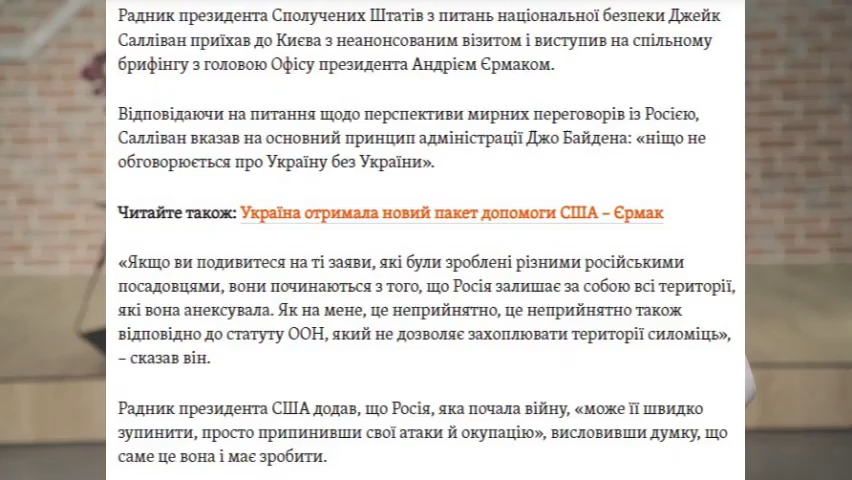 Радник президента Сполучених Штатів з питань національної безпеки Джейк
Салліван приїхав до Києва з неанонсованим візитом і виступив на спільному
брифінгу з головою Офісу президента Андрієм Єрмаком.
Відповідаючи на питання щодо перспективи мирних переговорів із Росією,
Салліван вказав на основний принцип адміністрації Джо Байдена: «ніщо не
обговорюється про Україну без України».
Читайте також: Україна отримала новий пакет допомоги США – Єрмак
«Якщо ви подивитеся на ті заяви, які були зроблені різними російськими
посадовцями, вони починаються з того, що Росія залишає за собою всі території,
які вона анексувала. Як на мене, це неприйнятно, це неприйнятно також
відповідно до статуту ООН, який не дозволяє захоплювати території силоміць»,
– сказав він.
Радник президента США додав, що Росія, яка почала війну, «може її швидко
зупинити, просто припинивши свої атаки й окупацію», висловивши думку, що
саме це вона і має зробити.